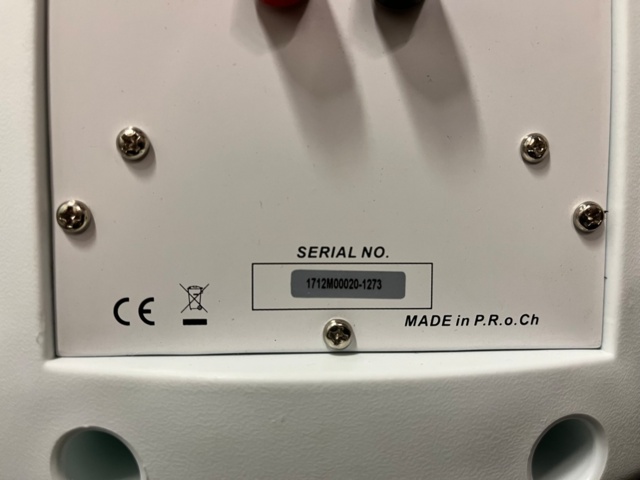 SERIAL NO.
1712M00020-1273
CE
MADE in P.R.o.Ch